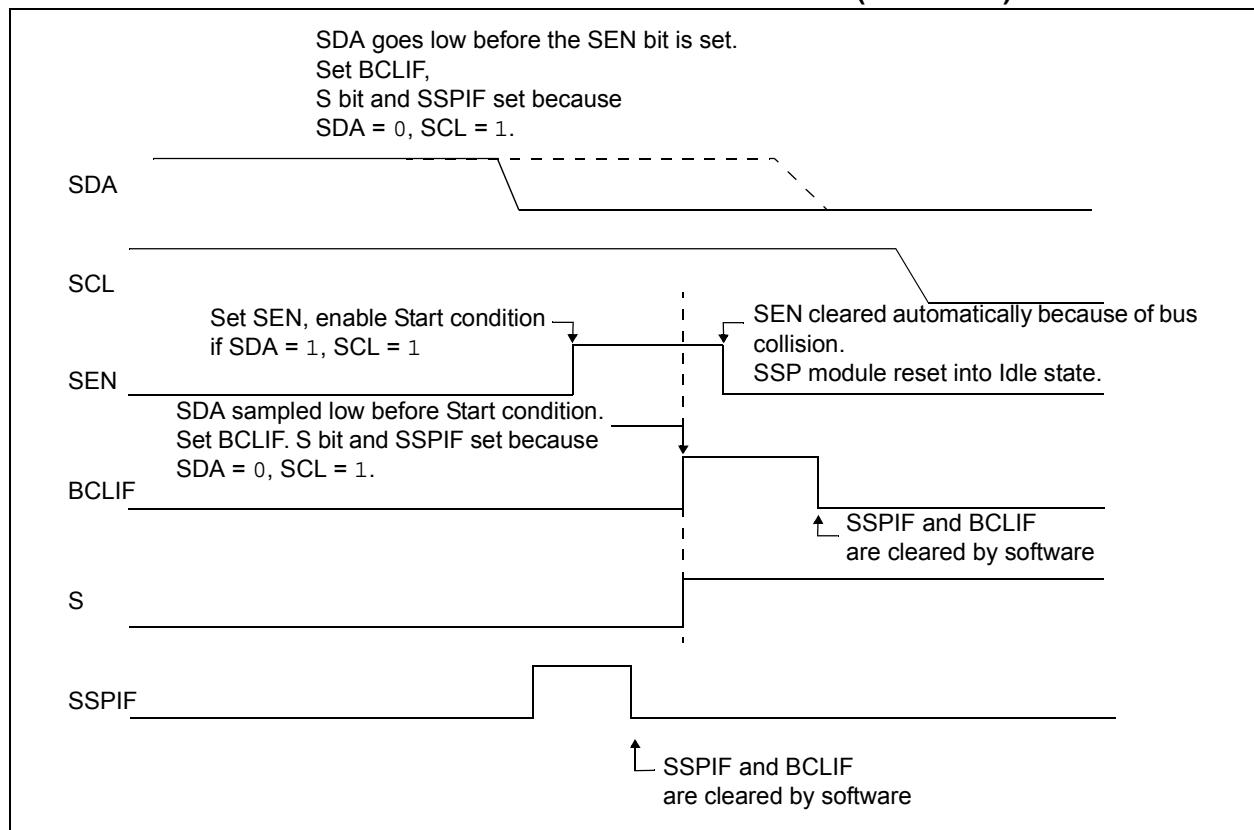 SDA goes low before the SEN bit is set.
Set BCLIF,
S bit and SSPIF set because
SDA = 0, SCL = 1.
SDA
SCL
Set SEN, enable Start condition
if SDA = 1, SCL = 1
SEN cleared automatically because of bus
collision.
SSP module reset into Idle state.
SEN
SDA sampled low before Start condition.
Set BCLIF. S bit and SSPIF set because
SDA = 0, SCL = 1.
BCLIF
SSPIF and BCLIF
are cleared by software
S
SSPIF
SSPIF and BCLIF
are cleared by software